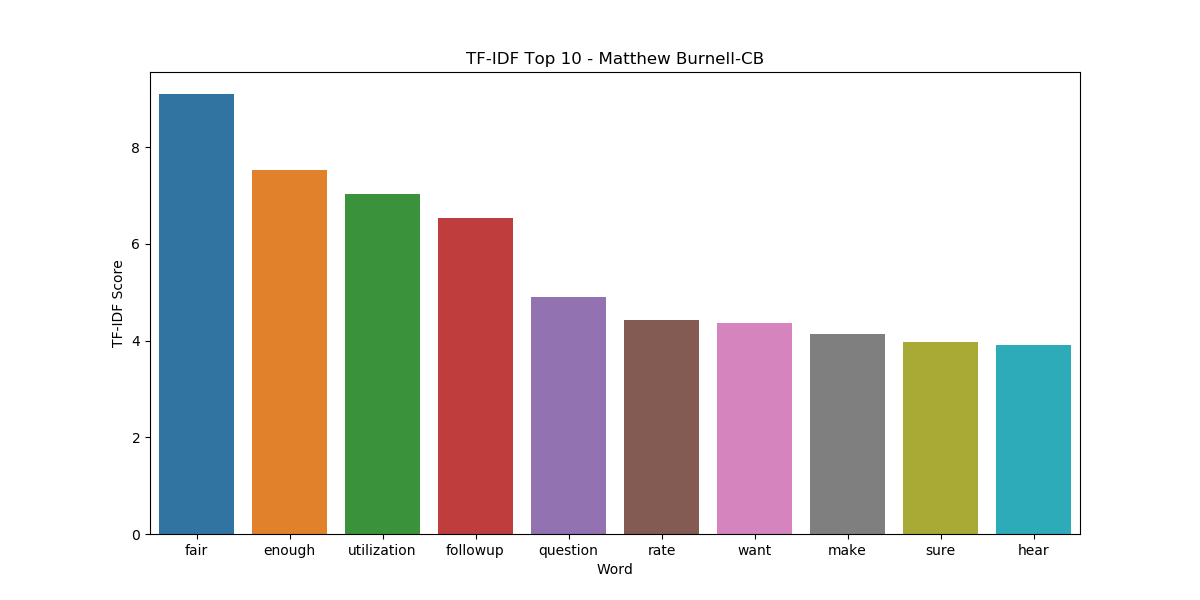 TF-IDF Top 10 - Matthew Burnell-CB
TF-IDF Score
8
6
4
2
0
fair enough utilization followup question rate want make sure hear
Word